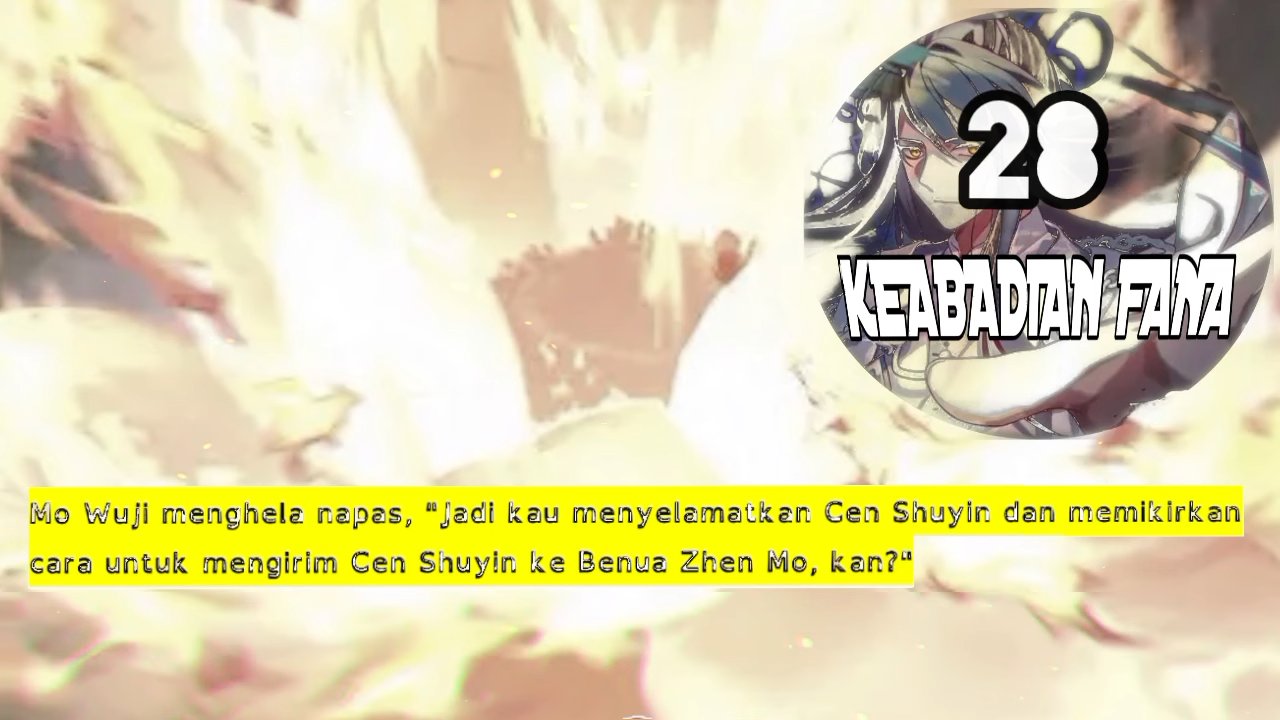 28
KEABADIAN FANA
Mo Wuji menghela napas, "Jadi kau menyelamatkan Cen Shuyin dan memikirkan
cara untuk mengirim Cen Shuyin ke Benua Zhen Mo, kan?"